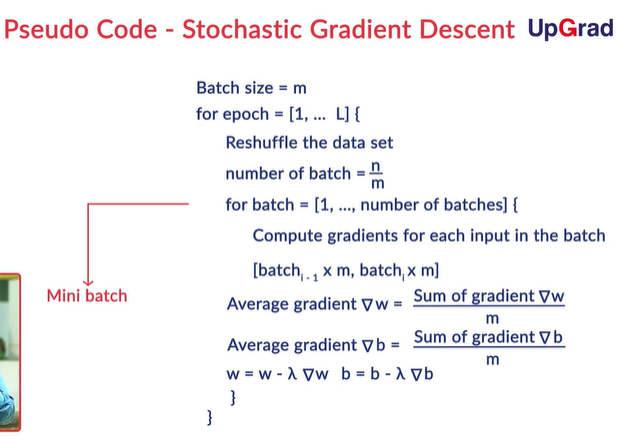 Pseudo Code - Stochastic Gradient Descent UpGrad
Batch size = m
for epoch = [1, ... L] {
Reshuffle the data set
number of batch = n/m
for batch = [1, ..., number of batches] {
Compute gradients for each input in the batch
[batchᵢ₋₁ x m, batchᵢ x m]
Mini batch
Average gradient ∇w = Sum of gradient ∇w / m
Average gradient ∇b = Sum of gradient ∇b / m
w = w - λ ∇w b = b - λ ∇b
}
}